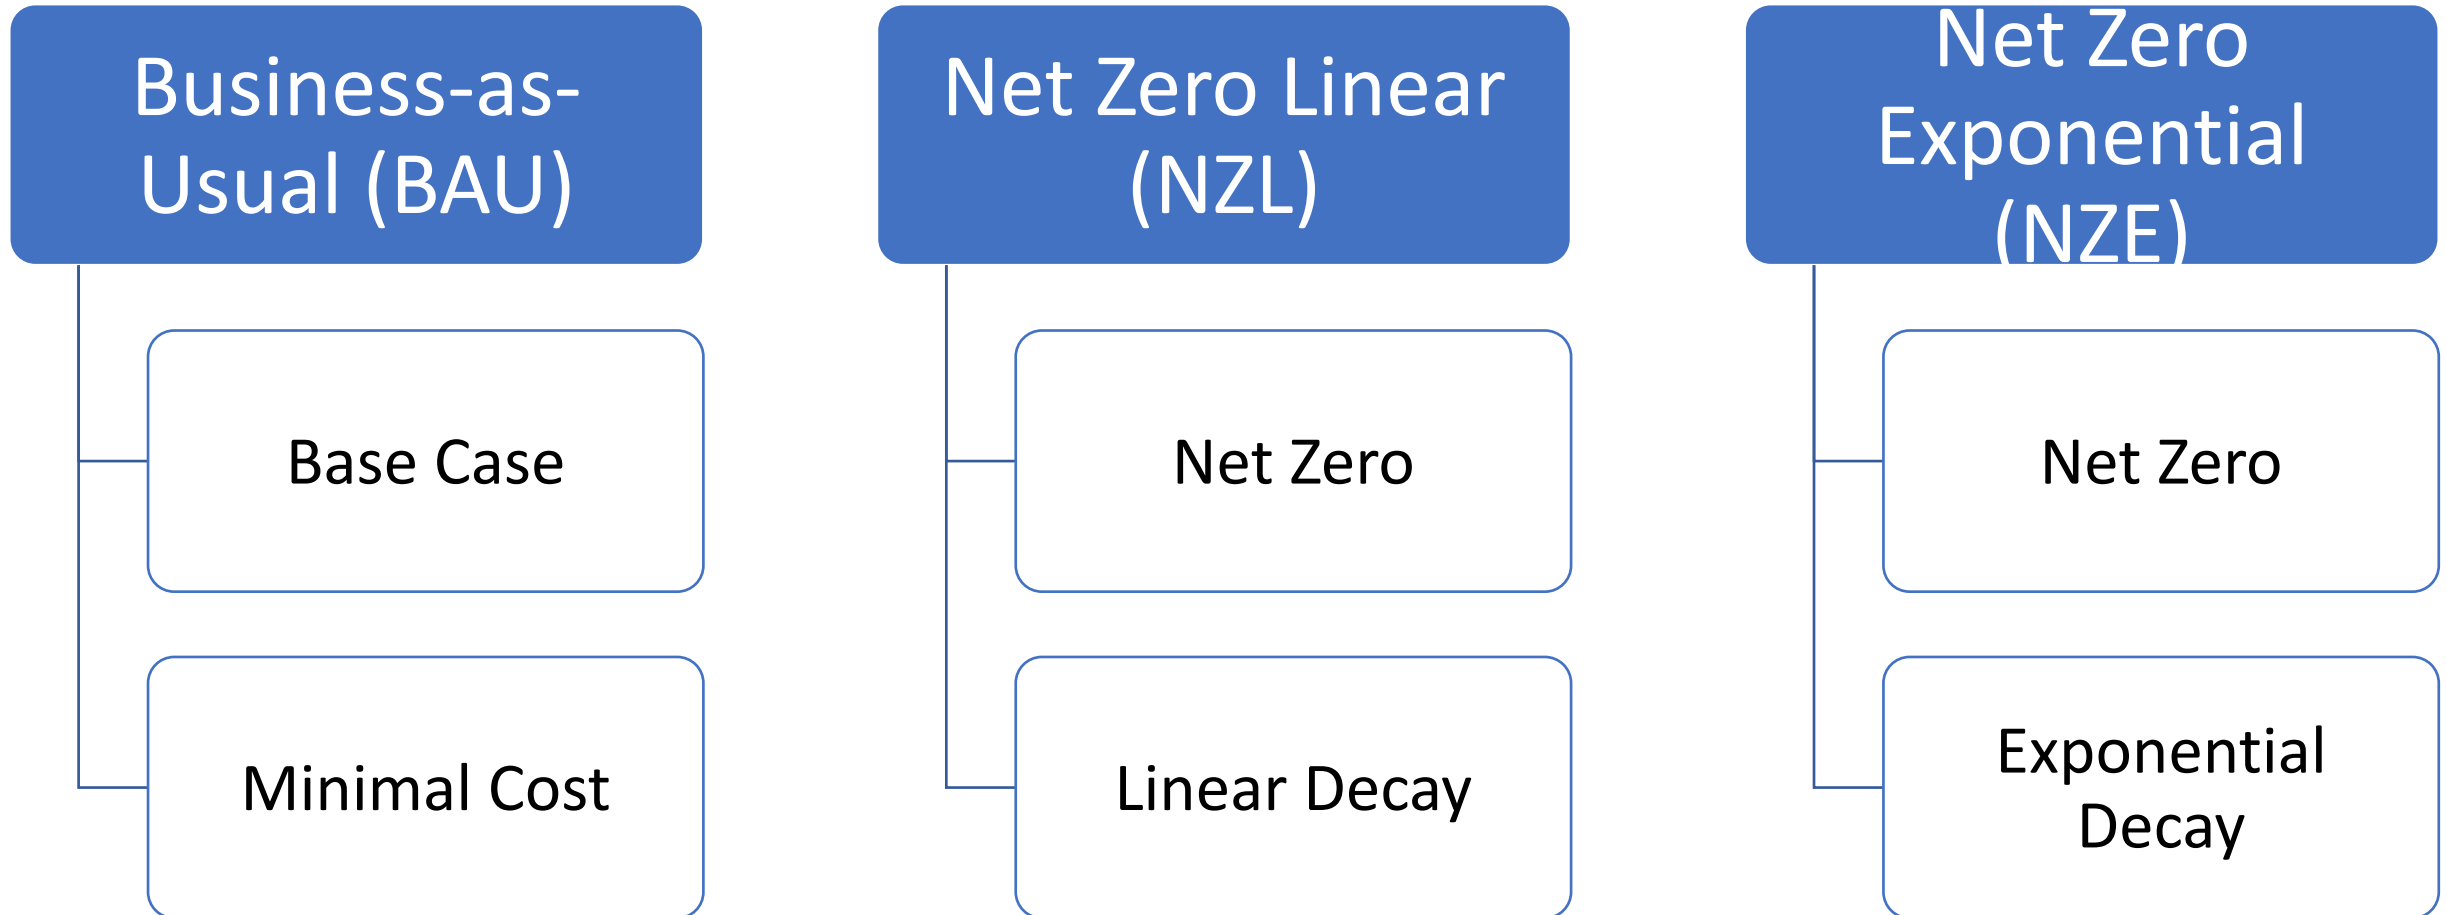 Business-as-
Usual (BAU)
Base Case
Minimal Cost
Net Zero Linear
(NZL)
Net Zero
Linear Decay
Net Zero
Exponential
(NZE)
Net Zero
Exponential
Decay